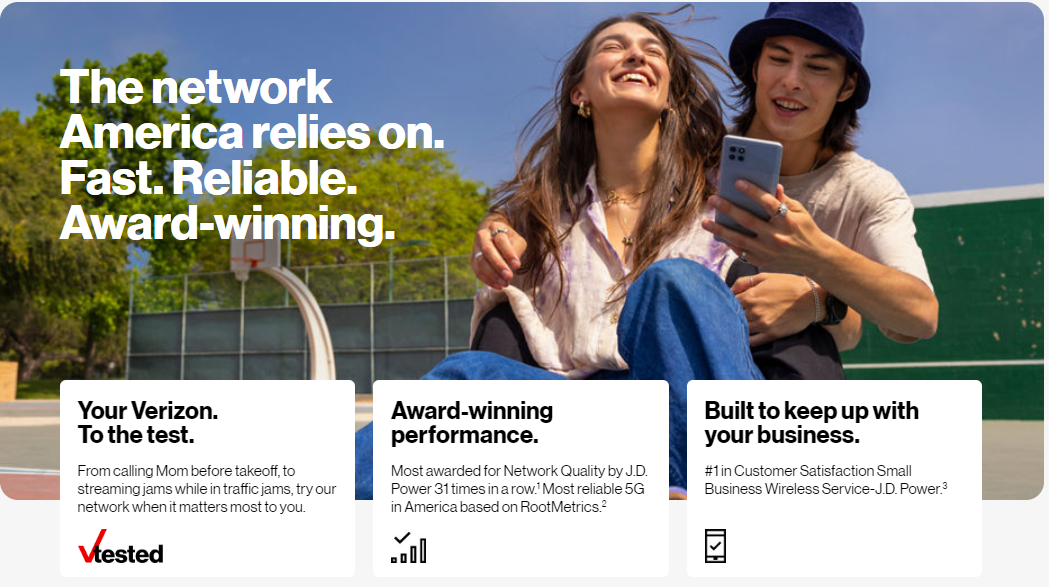 The network
America relies on.
Fast. Reliable.
Award-winning.
Your Verizon.
To the test.
From calling Mom before takeoff, to
streaming jams while in traffic jams, try our
network when it matters most to you.
Vtested
Award-winning
performance.
Most awarded for Network Quality by J.D.
Power 31 times in a row.¹ Most reliable 5G
in America based on RootMetrics.²
Built to keep up with
your business.
#1 in Customer Satisfaction Small
Business Wireless Service-J.D. Power.³